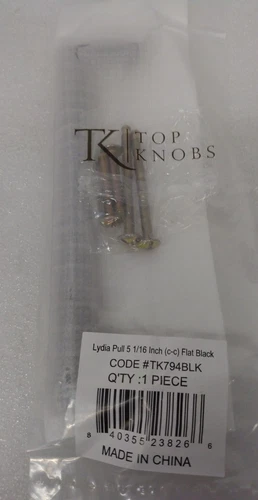 TK TOP
KNOBS
Lydia Pull 5 1/16 Inch (c-c) Flat Black
CODE #TK794BLK
Q'TY :1 PIECE
8 40355 23826 6
MADE IN CHINA